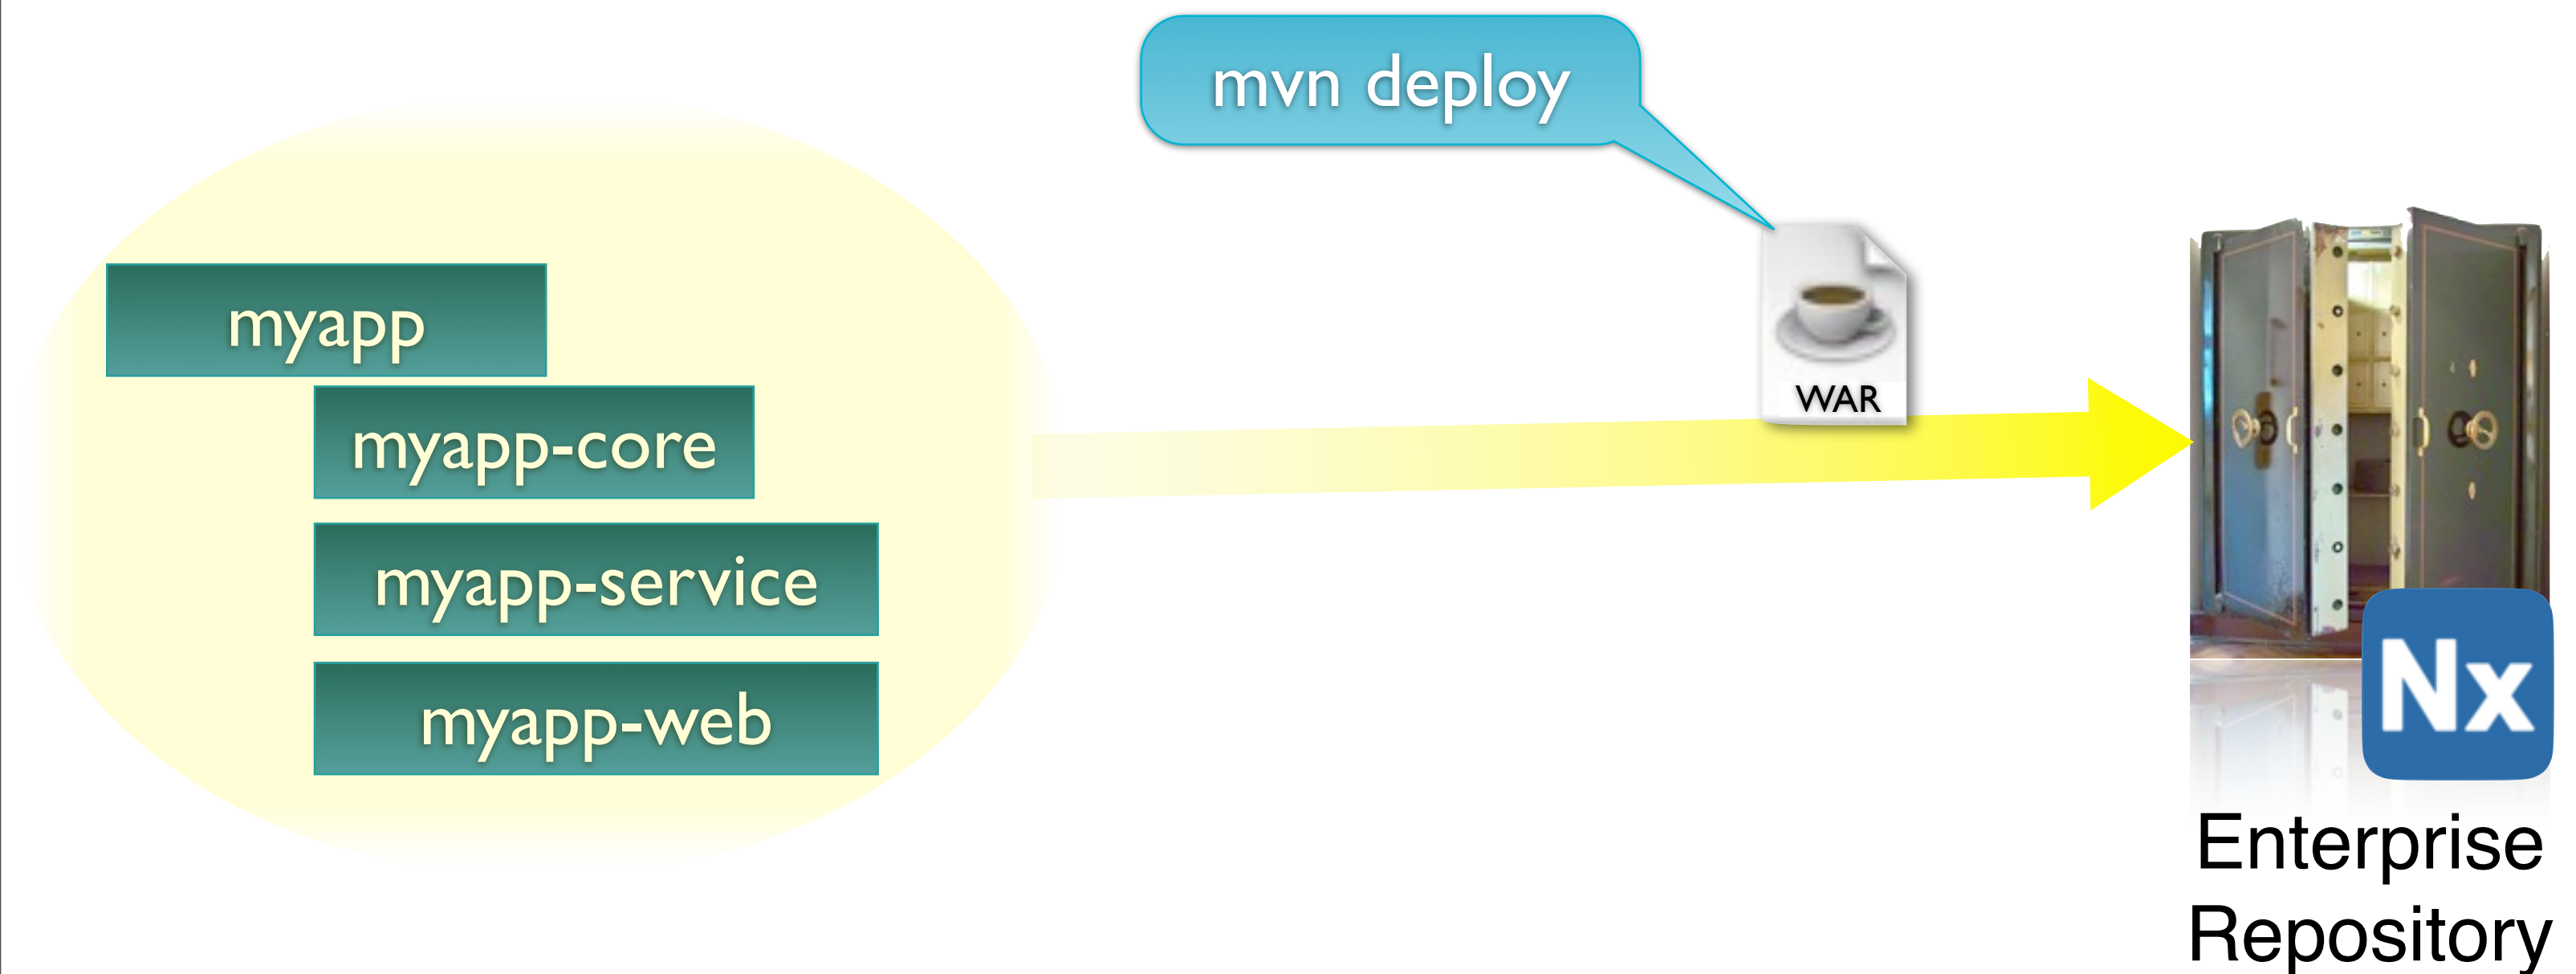 mvn deploy
myapp
myapp-core
myapp-service
myapp-web
WAR
Nx
Enterprise
Repository